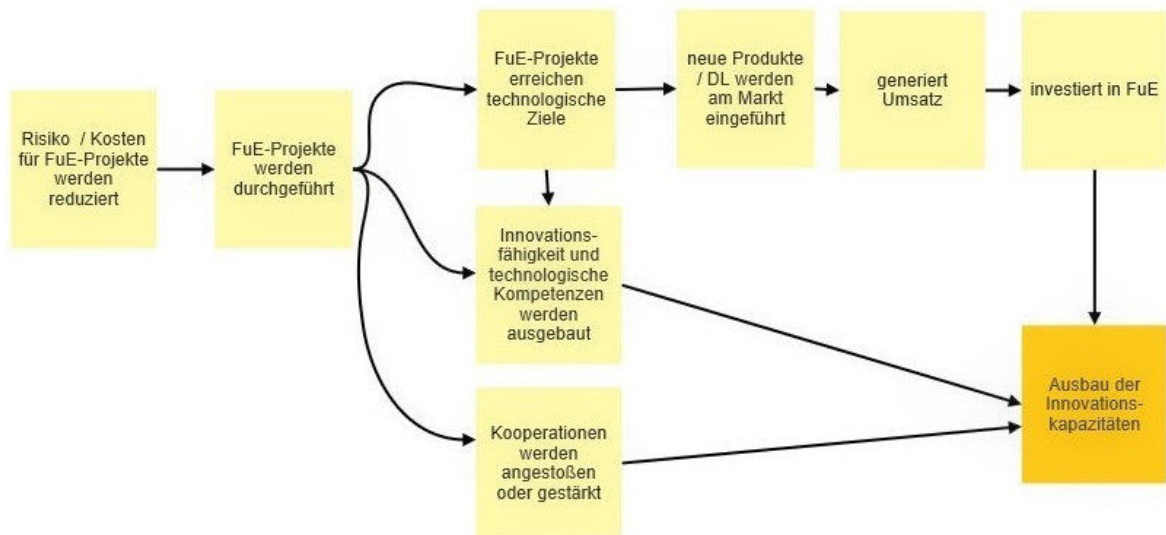 Risiko / Kosten
für FuE-Projekte
werden
reduziert
FuE-Projekte
werden
durchgeführt
FuE-Projekte
erreichen
technologische
Ziele
neue Produkte
/ DL werden
am Markt
eingeführt
generiert
Umsatz
investiert in FuE
Innovations-
fähigkeit und
technologische
Kompetenzen
werden
ausgebaut
Kooperationen
werden
angestoßen
oder gestärkt
Ausbau der
Innovations-
kapazitäten